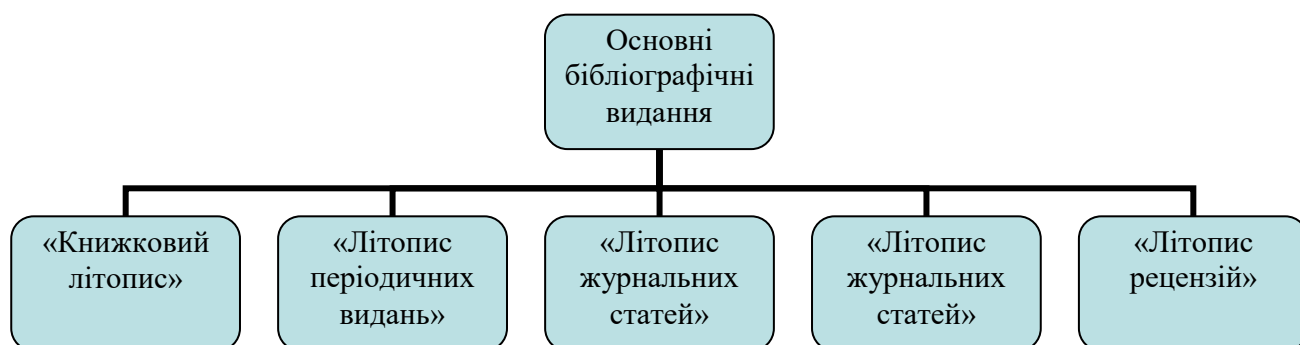 Основні
бібліографічні
видання
«Книжковий
літопис»
«Літопис
періодичних
видань»
«Літопис
журнальних
статей»
«Літопис
журнальних
статей»
«Літопис
рецензій»